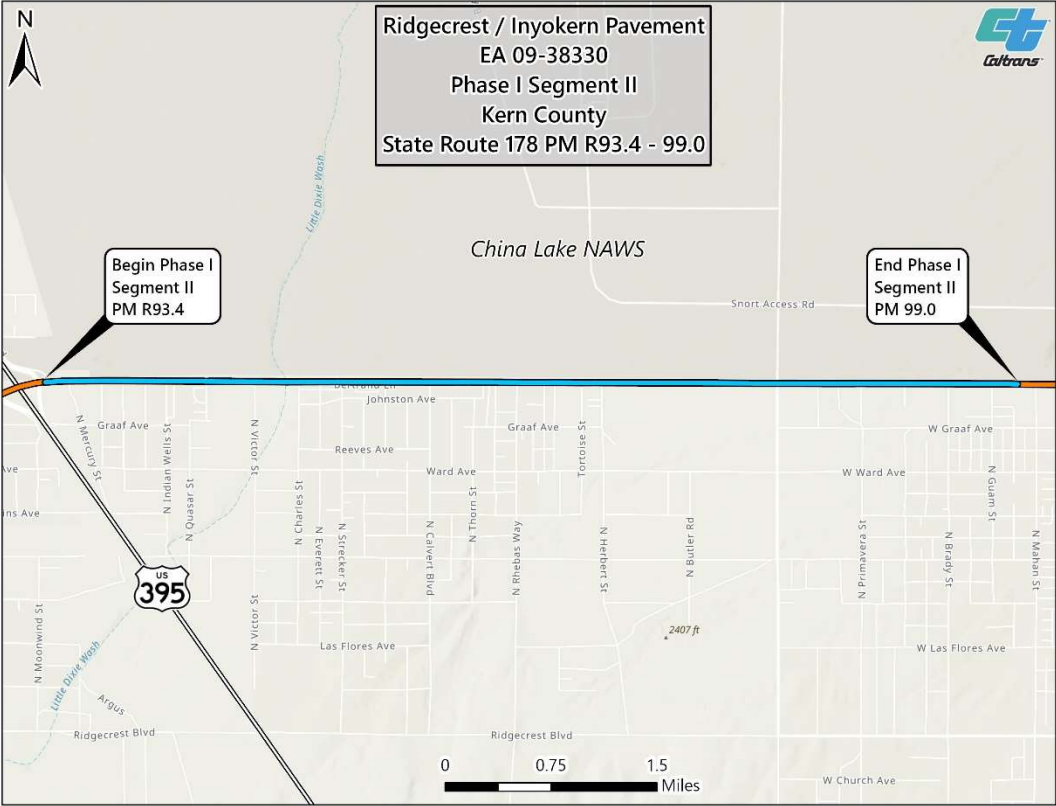 N
Ridgecrest / Inyokern Pavement
EA 09-38330
Phase I Segment II
Kern County
State Route 178 PM R93.4 - 99.0
Caltrans
Little Dixie Wash
China Lake NAWS
Begin Phase I
Segment II
PM R93.4
End Phase I
Segment II
PM 99.0
Snort Access Rd
Bertrand Ln
Johnston Ave
N Mercury St
Graaf Ave
N Indian Wells St
N Victor St
Graaf Ave
Tortoise St
W Graaf Ave
Reeves Ave
Ave
Ward Ave
W Ward Ave
N Quasar St
N Charles St
N Thorn St
N Guam St
ins Ave
N Everett St
N Strecker St
N Calvert Blvd
N Rhebas Way
N Herbert St
N Butler Rd
N Primavera St
N Brady St
N Mahan St
US
395
N Moonwind St
N Victor St
2407 ft
Las Flores Ave
W Las Flores Ave
Little Dixie Wash
Argus
Ridgecrest Blvd
Ridgecrest Blvd
0 0.75 1.5
Miles
W Church Ave